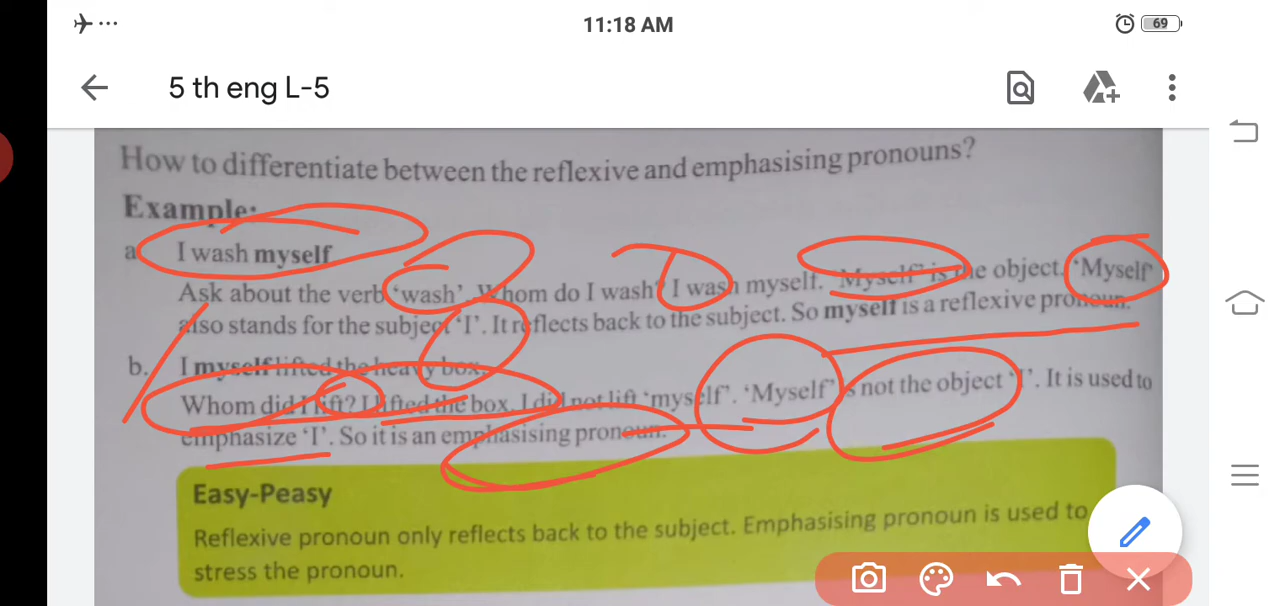 11:18 AM
69
5 th eng L-5
How to differentiate between the reflexive and emphasising pronouns?
Example:
a I wash myself
Ask about the verb 'wash'. Whom do I wash? I wash myself. 'Myself' is the object. 'Myself'
also stands for the subject 'I'. It reflects back to the subject. So myself is a reflexive pronoun.
b. I myself lifted the heavy box.
Whom did I lift? I lifted the box. I did not lift 'myself'. 'Myself' is not the object 'I'. It is used to
emphasize 'I'. So it is an emphasising pronoun.
Easy-Peasy
Reflexive pronoun only reflects back to the subject. Emphasising pronoun is used to
stress the pronoun.